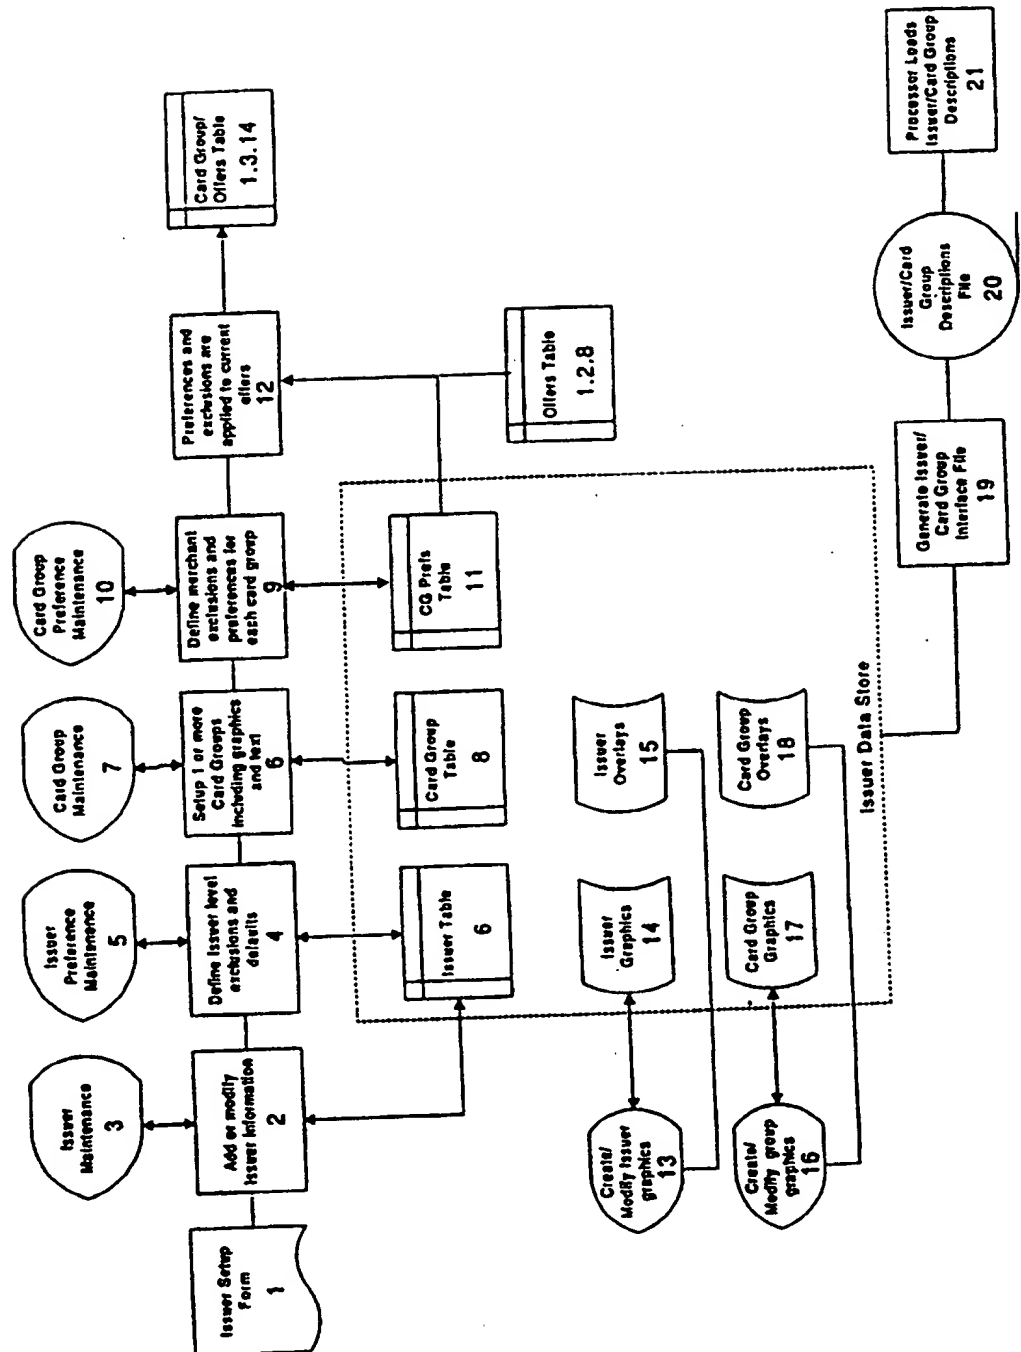 Issuer Setup
Form
1
Add or modify
Issuer Information
2
Issuer
Maintenance
3
Define Issuer level
exclusions and
defaults
4
Issuer
Preference
Maintenance
5
Setup 1 or more
Card Groups
including graphics
and text
6
Card Group
Maintenance
7
Define merchant
exclusions and
preferences for
each card group
9
Card Group
Preference
Maintenance
10
Preferences and
exclusions are
applied to current
offers
12
Card Group/
Offers Table
1.3.14
Issuer Table
6
Card Group
Table
8
CG Prefs
Table
11
Offers Table
1.2.8
Create/
Modify Issuer
graphics
13
Issuer
Graphics
14
Issuer
Overlays
15
Create/
Modify group
graphics
16
Card Group
Graphics
17
Card Group
Overlays
18
Issuer Data Store
Generate Issuer/
Card Group
Interface File
19
Issuer/Card
Group
Descriptions
File
20
Processor Loads
Issuer/Card Group
Descriptions
21